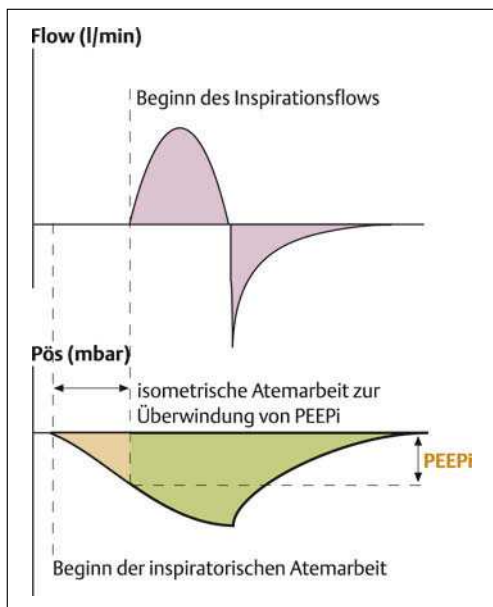 Flow (l/min)
Beginn des Inspirationsflows
Pös (mbar)
isometrische Atemarbeit zur
Überwindung von PEEPi
PEEPi
Beginn der inspiratorischen Atemarbeit